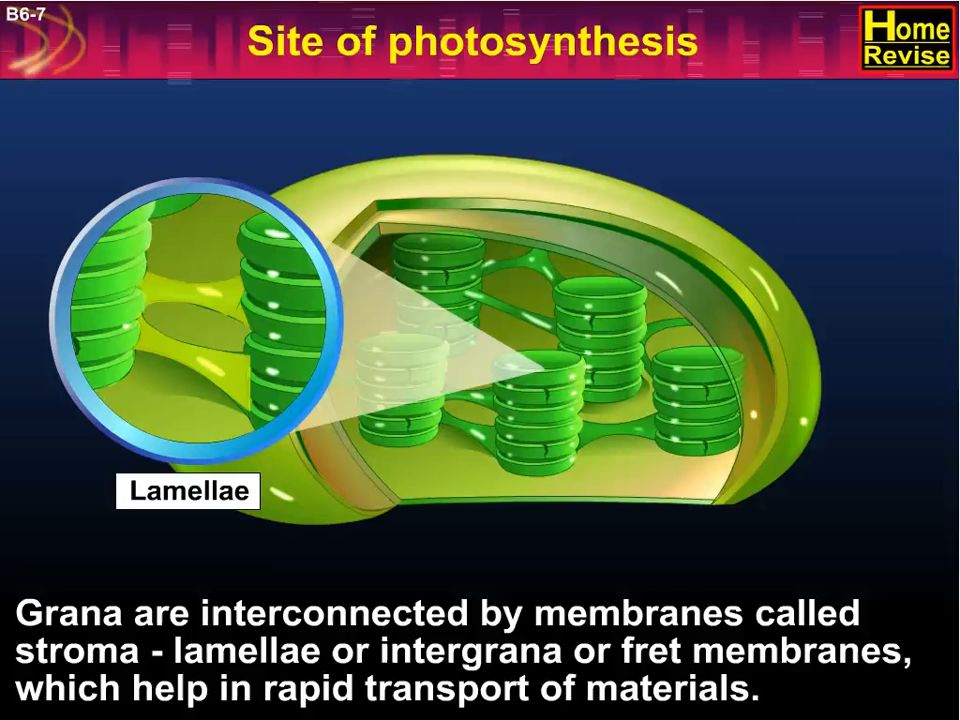 B6-7
Site of photosynthesis
Home
Revise
Lamellae
Grana are interconnected by membranes called
stroma - lamellae or intergrana or fret membranes,
which help in rapid transport of materials.